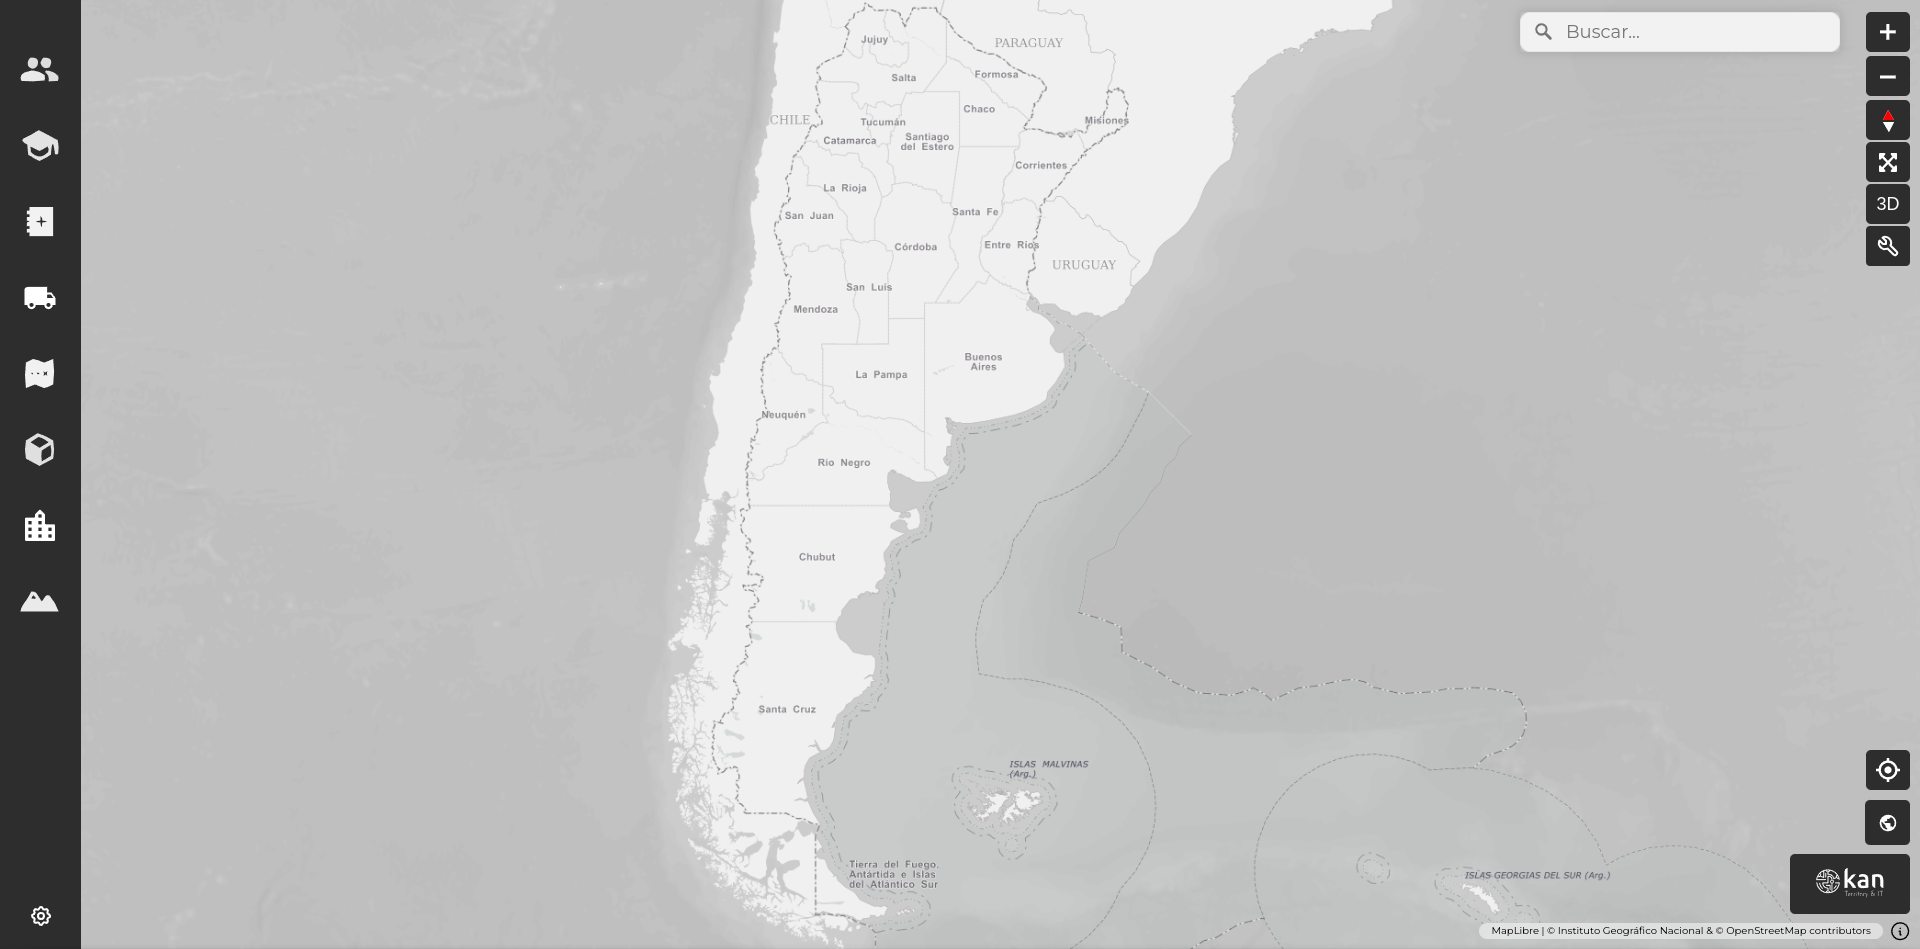 Buscar...
3D
PARAGUAY
Jujuy
Salta
Formosa
Chaco
CHILE
Tucumán
Misiones
Catamarca
Santiago
del Estero
Corrientes
La Rioja
San Juan
Santa Fe
Córdoba
Entre Ríos
URUGUAY
San Luis
Mendoza
Buenos
Aires
La Pampa
Neuquén
Río Negro
Chubut
Santa Cruz
ISLAS MALVINAS
(Arg.)
Tierra del Fuego,
Antártida e Islas
del Atlántico Sur
ISLAS GEORGIAS DEL SUR (Arg.)
kan
Territory & IT
MapLibre | © Instituto Geográfico Nacional & © OpenStreetMap contributors